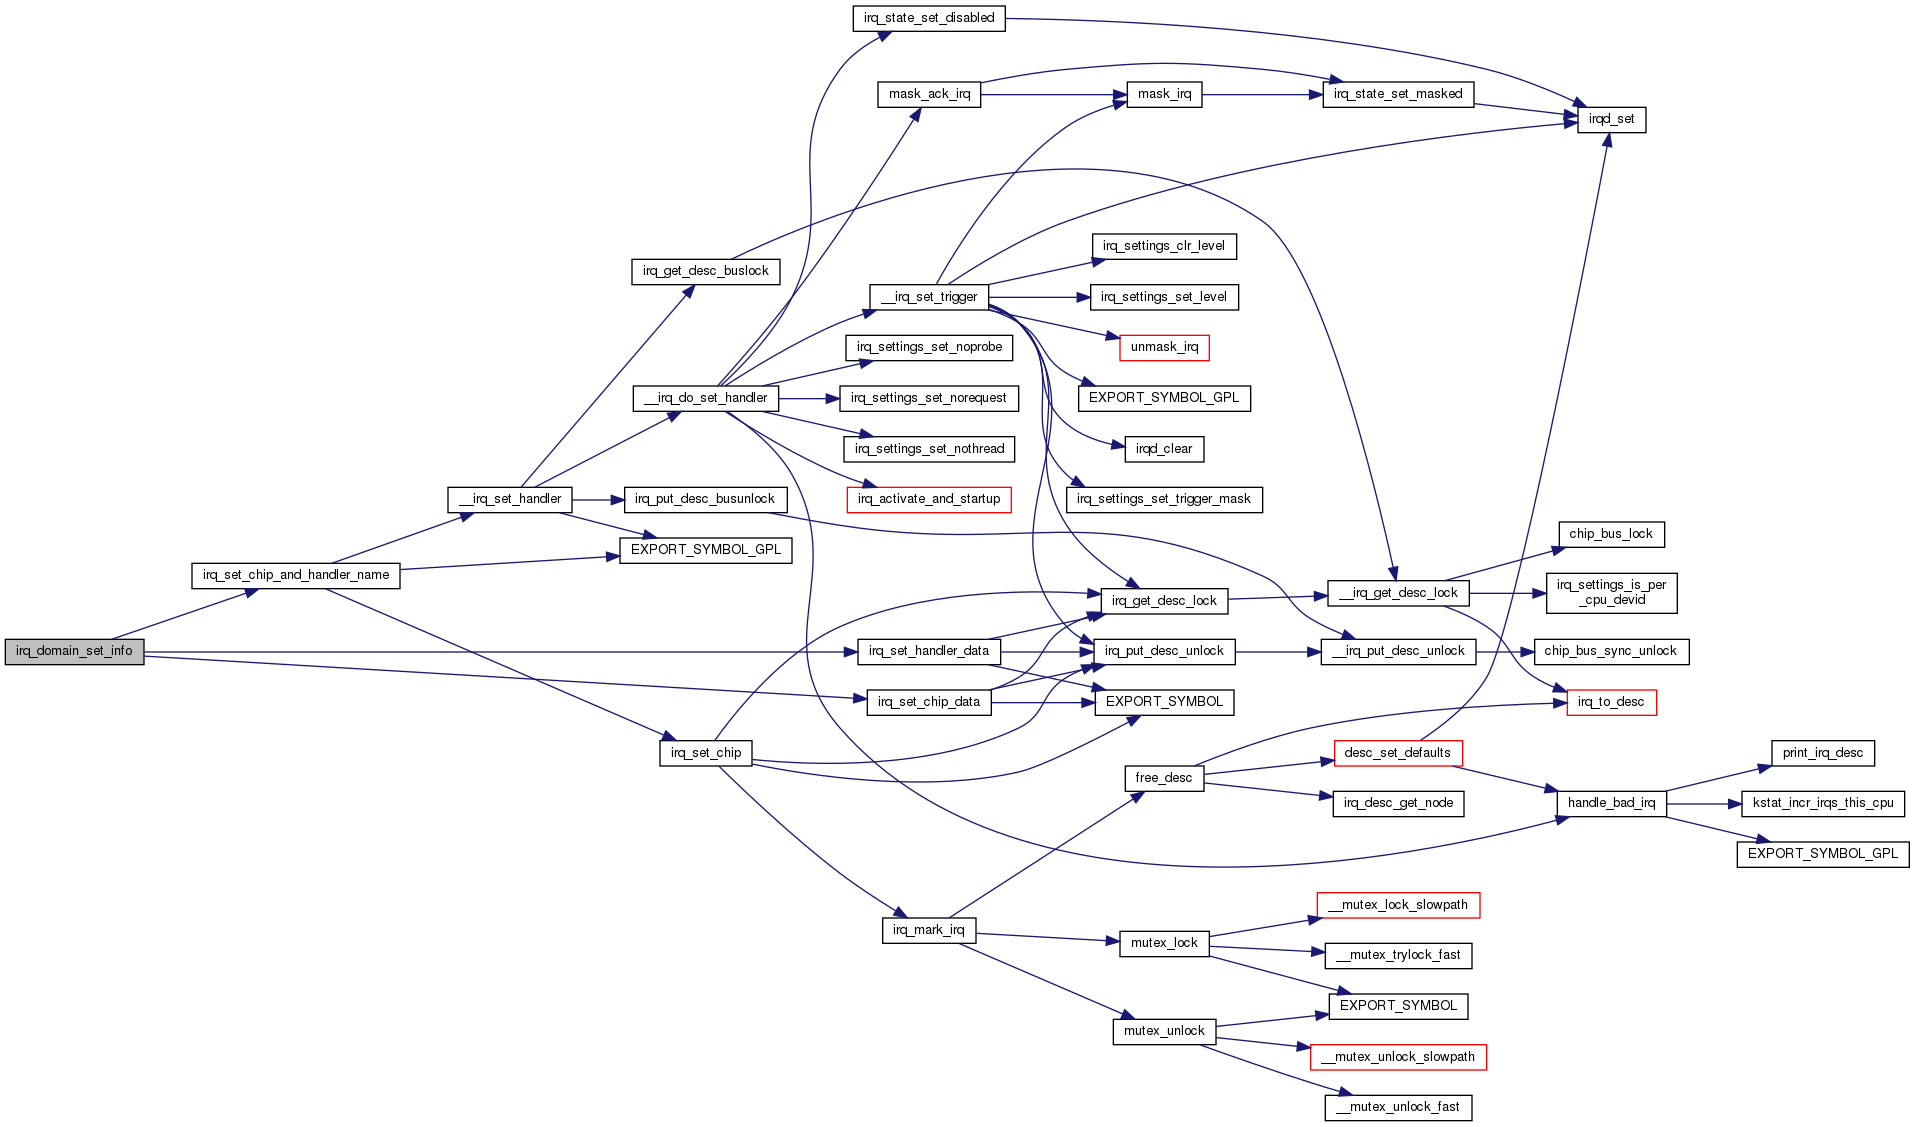 irq_state_set_disabled
mask_ack_irq
mask_irq
irq_state_set_masked
irqd_set
irq_get_desc_buslock
irq_settings_clr_level
__irq_set_trigger
irq_settings_set_level
irq_settings_set_noprobe
unmask_irq
__irq_do_set_handler
irq_settings_set_norequest
EXPORT_SYMBOL_GPL
irq_settings_set_nothread
irqd_clear
__irq_set_handler
irq_put_desc_busunlock
irq_activate_and_startup
irq_settings_set_trigger_mask
EXPORT_SYMBOL_GPL
chip_bus_lock
irq_set_chip_and_handler_name
irq_get_desc_lock
__irq_get_desc_lock
irq_settings_is_per
_cpu_devid
irq_domain_set_info
irq_set_handler_data
irq_put_desc_unlock
__irq_put_desc_unlock
chip_bus_sync_unlock
irq_set_chip_data
EXPORT_SYMBOL
irq_to_desc
irq_set_chip
free_desc
desc_set_defaults
print_irq_desc
irq_desc_get_node
handle_bad_irq
kstat_incr_irqs_this_cpu
EXPORT_SYMBOL_GPL
irq_mark_irq
mutex_lock
__mutex_lock_slowpath
__mutex_trylock_fast
EXPORT_SYMBOL
mutex_unlock
__mutex_unlock_slowpath
__mutex_unlock_fast